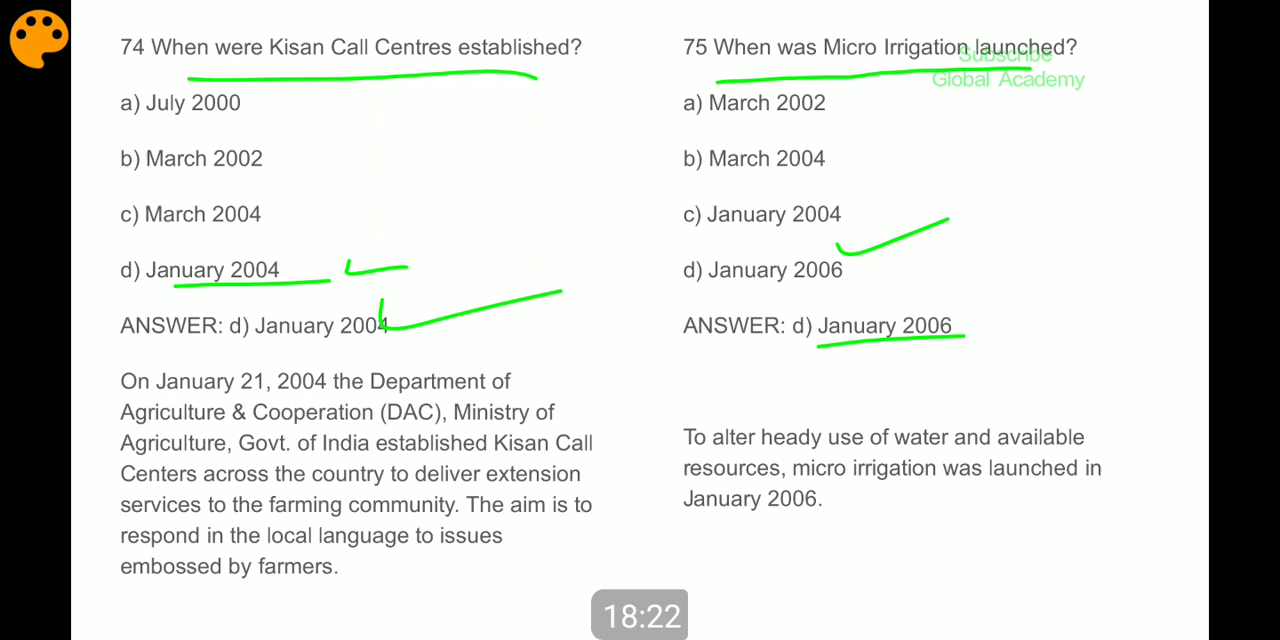 74 When were Kisan Call Centres established?
a) July 2000
b) March 2002
c) March 2004
d) January 2004
ANSWER: d) January 2004
On January 21, 2004 the Department of
Agriculture & Cooperation (DAC), Ministry of
Agriculture, Govt. of India established Kisan Call
Centers across the country to deliver extension
services to the farming community. The aim is to
respond in the local language to issues
embossed by farmers.
75 When was Micro Irrigation launched?
Subscribe
Global Academy
a) March 2002
b) March 2004
c) January 2004
d) January 2006
ANSWER: d) January 2006
To alter heady use of water and available
resources, micro irrigation was launched in
January 2006.
18:22